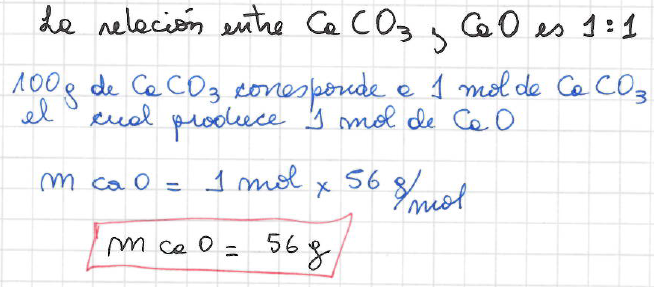 La relación entre CaCO3 y CaO es 1:1
100g de CaCO3 corresponde a 1 mol de CaCO3
el cual produce 1 mol de CaO
m CaO = 1 mol x 56 g/mol
m CaO = 56 g